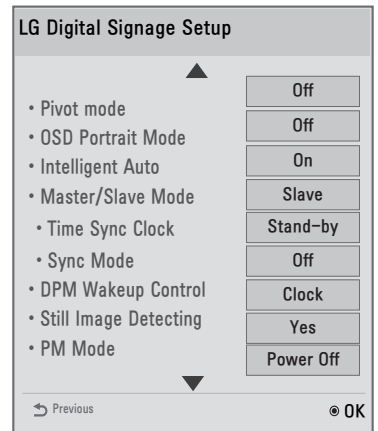 LG Digital Signage Setup
• Pivot mode Off
• OSD Portrait Mode Off
• Intelligent Auto On
• Master/Slave Mode Slave
• Time Sync Clock Stand-by
• Sync Mode Off
• DPM Wakeup Control Clock
• Still Image Detecting Yes
• PM Mode Power Off
Previous OK